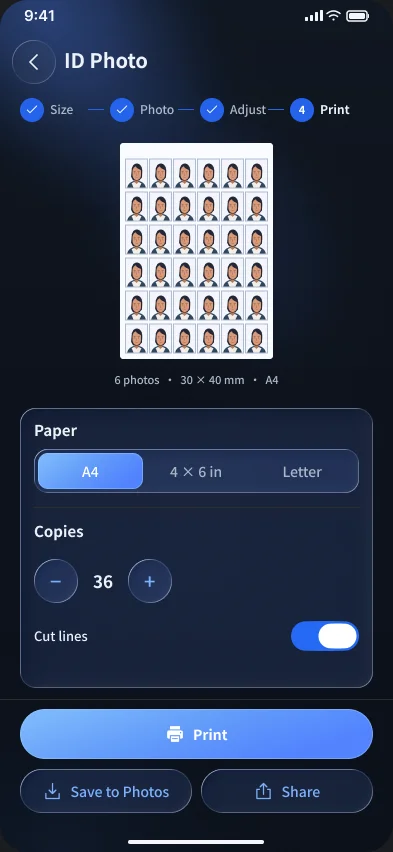 9:41
ID Photo
Size Photo Adjust 4 Print
6 photos • 30 × 40 mm • A4
Paper
A4 4 × 6 in Letter
Copies
− 36 +
Cut lines
Print
Save to Photos Share